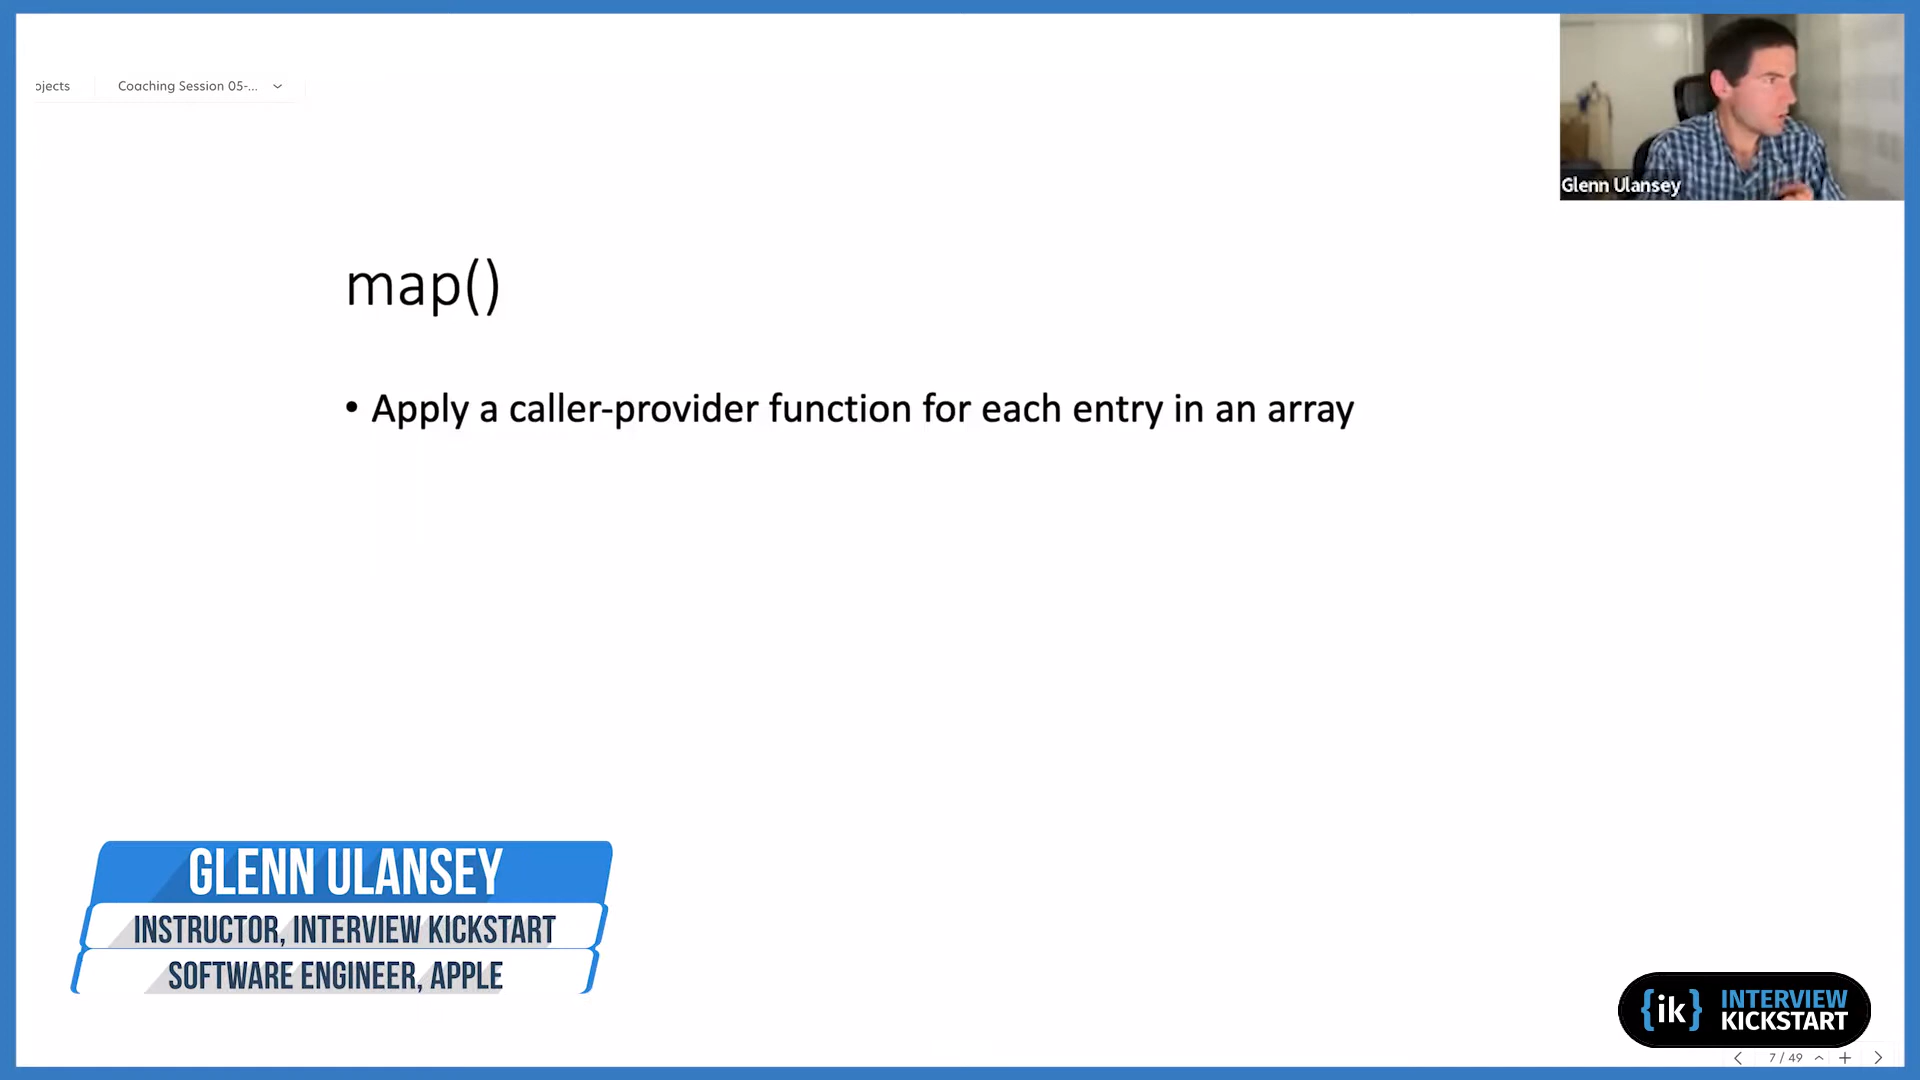 ojects
Coaching Session 05-...
Glenn Ulansey
map()
• Apply a caller-provider function for each entry in an array
GLENN ULANSEY
INSTRUCTOR, INTERVIEW KICKSTART
SOFTWARE ENGINEER, APPLE
{ik} INTERVIEW
KICKSTART
7 / 49